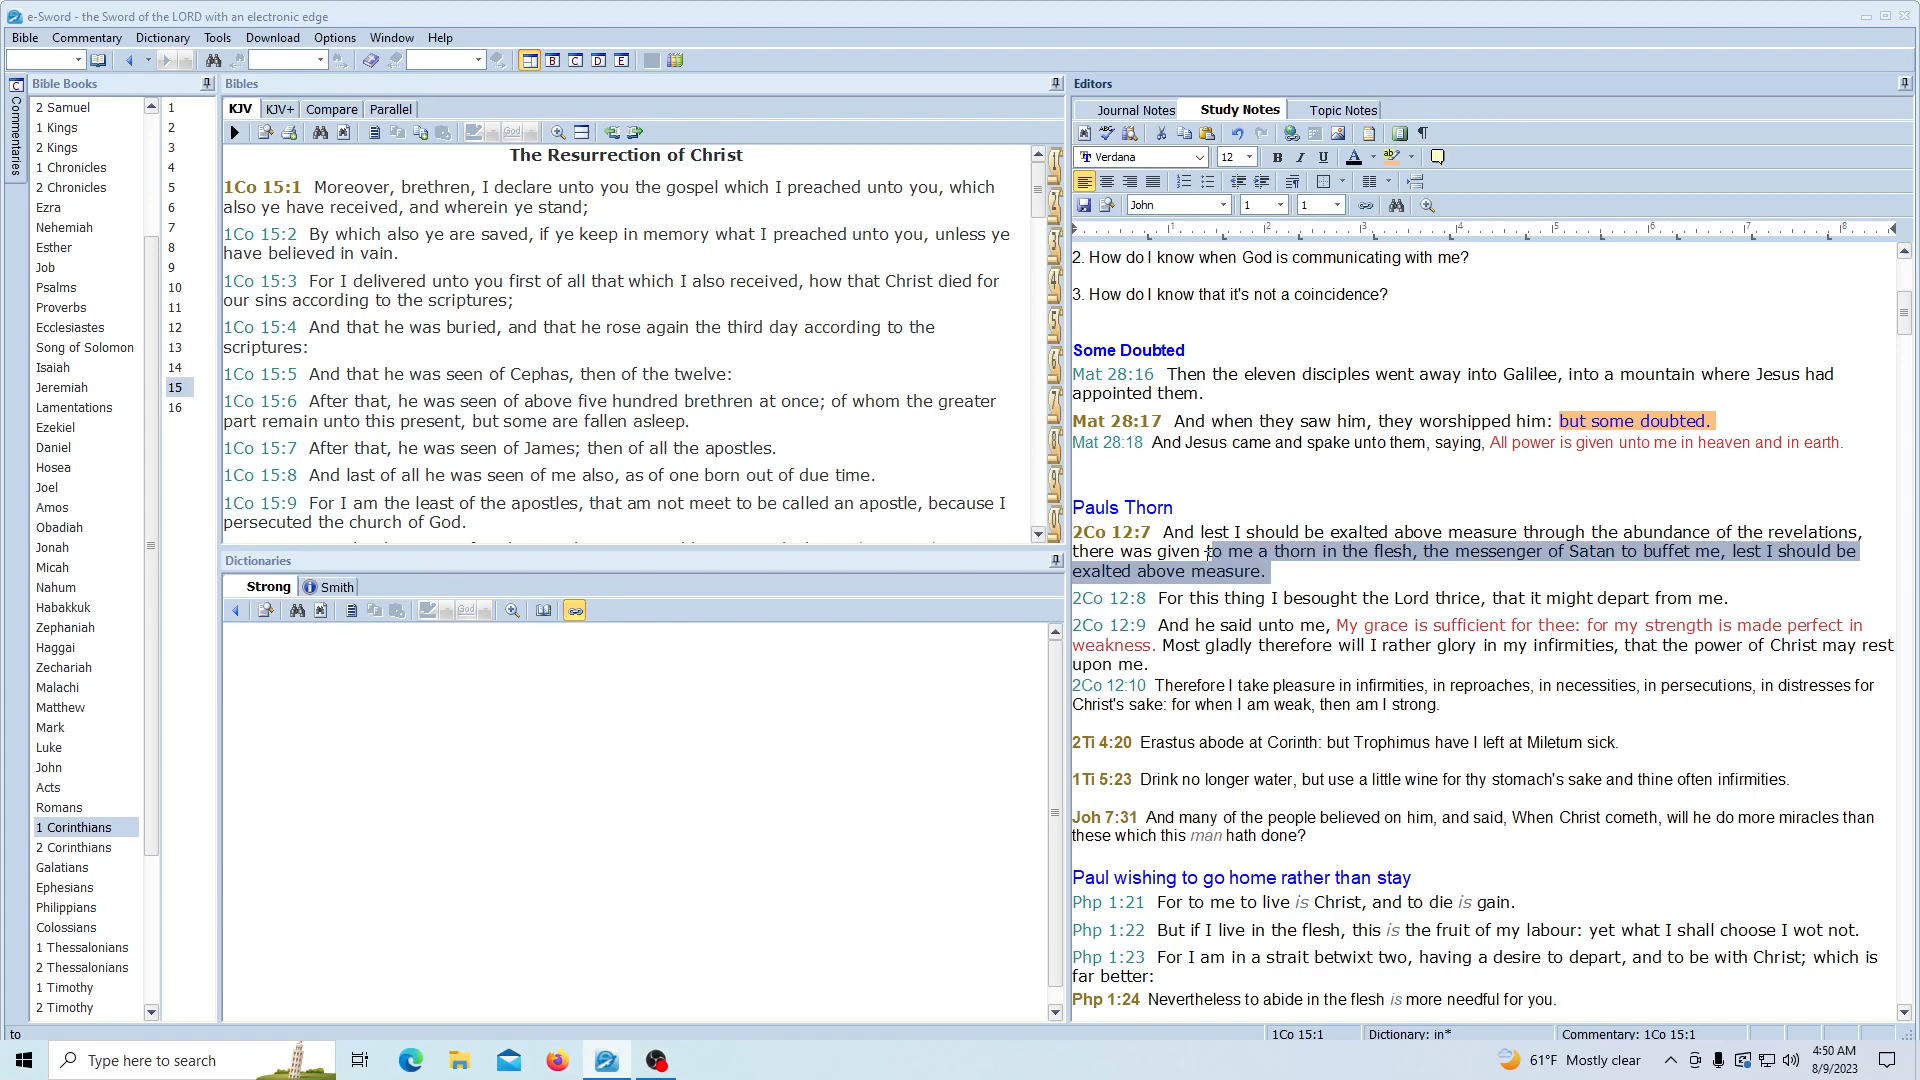 e-Sword - the Sword of the LORD with an electronic edge
Bible Commentary Dictionary Tools Download Options Window Help
B C D E
Commentaries
Bible Books
2 Samuel
1 Kings
2 Kings
1 Chronicles
2 Chronicles
Ezra
Nehemiah
Esther
Job
Psalms
Proverbs
Ecclesiastes
Song of Solomon
Isaiah
Jeremiah
Lamentations
Ezekiel
Daniel
Hosea
Joel
Amos
Obadiah
Jonah
Micah
Nahum
Habakkuk
Zephaniah
Haggai
Zechariah
Malachi
Matthew
Mark
Luke
John
Acts
Romans
1 Corinthians
2 Corinthians
Galatians
Ephesians
Philippians
Colossians
1 Thessalonians
2 Thessalonians
1 Timothy
2 Timothy
1
2
3
4
5
6
7
8
9
10
11
12
13
14
15
16
Bibles
KJV KJV+ Compare Parallel
The Resurrection of Christ
1Co 15:1 Moreover, brethren, I declare unto you the gospel which I preached unto you, which
also ye have received, and wherein ye stand;
1Co 15:2 By which also ye are saved, if ye keep in memory what I preached unto you, unless ye
have believed in vain.
1Co 15:3 For I delivered unto you first of all that which I also received, how that Christ died for
our sins according to the scriptures;
1Co 15:4 And that he was buried, and that he rose again the third day according to the
scriptures:
1Co 15:5 And that he was seen of Cephas, then of the twelve:
1Co 15:6 After that, he was seen of above five hundred brethren at once; of whom the greater
part remain unto this present, but some are fallen asleep.
1Co 15:7 After that, he was seen of James; then of all the apostles.
1Co 15:8 And last of all he was seen of me also, as of one born out of due time.
1Co 15:9 For I am the least of the apostles, that am not meet to be called an apostle, because I
persecuted the church of God.
Dictionaries
Strong Smith
Editors
Journal Notes Study Notes Topic Notes
Verdana 12 B I U
John 1 1
1 2 3 4 5 6 7 8
2. How do I know when God is communicating with me?
3. How do I know that it's not a coincidence?
Some Doubted
Mat 28:16 Then the eleven disciples went away into Galilee, into a mountain where Jesus had
appointed them.
Mat 28:17 And when they saw him, they worshipped him: but some doubted.
Mat 28:18 And Jesus came and spake unto them, saying, All power is given unto me in heaven and in earth.
Pauls Thorn
2Co 12:7 And lest I should be exalted above measure through the abundance of the revelations,
there was given to me a thorn in the flesh, the messenger of Satan to buffet me, lest I should be
exalted above measure.
2Co 12:8 For this thing I besought the Lord thrice, that it might depart from me.
2Co 12:9 And he said unto me, My grace is sufficient for thee: for my strength is made perfect in
weakness. Most gladly therefore will I rather glory in my infirmities, that the power of Christ may rest
upon me.
2Co 12:10 Therefore I take pleasure in infirmities, in reproaches, in necessities, in persecutions, in distresses for
Christ's sake: for when I am weak, then am I strong.
2Ti 4:20 Erastus abode at Corinth: but Trophimus have I left at Miletum sick.
1Ti 5:23 Drink no longer water, but use a little wine for thy stomach's sake and thine often infirmities.
Joh 7:31 And many of the people believed on him, and said, When Christ cometh, will he do more miracles than
these which this man hath done?
Paul wishing to go home rather than stay
Php 1:21 For to me to live is Christ, and to die is gain.
Php 1:22 But if I live in the flesh, this is the fruit of my labour: yet what I shall choose I wot not.
Php 1:23 For I am in a strait betwixt two, having a desire to depart, and to be with Christ; which is
far better:
Php 1:24 Nevertheless to abide in the flesh is more needful for you.
to 1Co 15:1 Dictionary: in* Commentary: 1Co 15:1
Type here to search
61°F Mostly clear
4:50 AM
8/9/2023